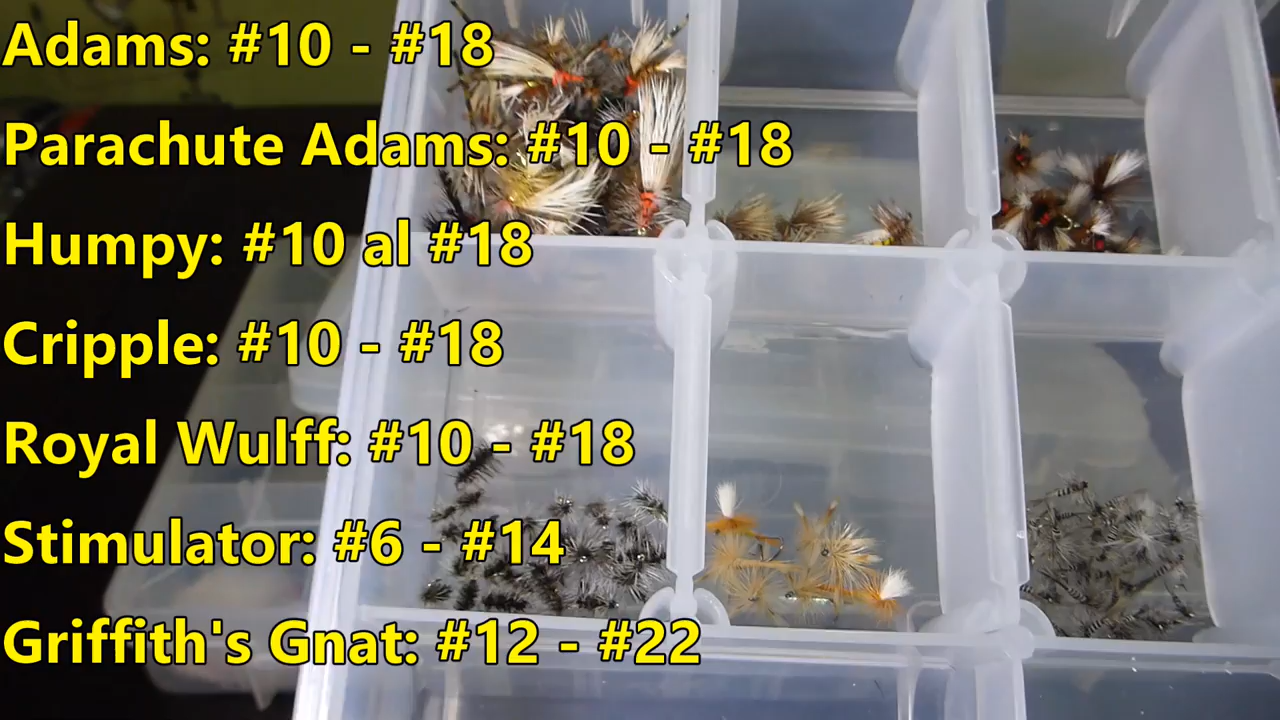 Adams: #10 - #18
Parachute Adams: #10 - #18
Humpy: #10 al #18
Cripple: #10 - #18
Royal Wulff: #10 - #18
Stimulator: #6 - #14
Griffith's Gnat: #12 - #22